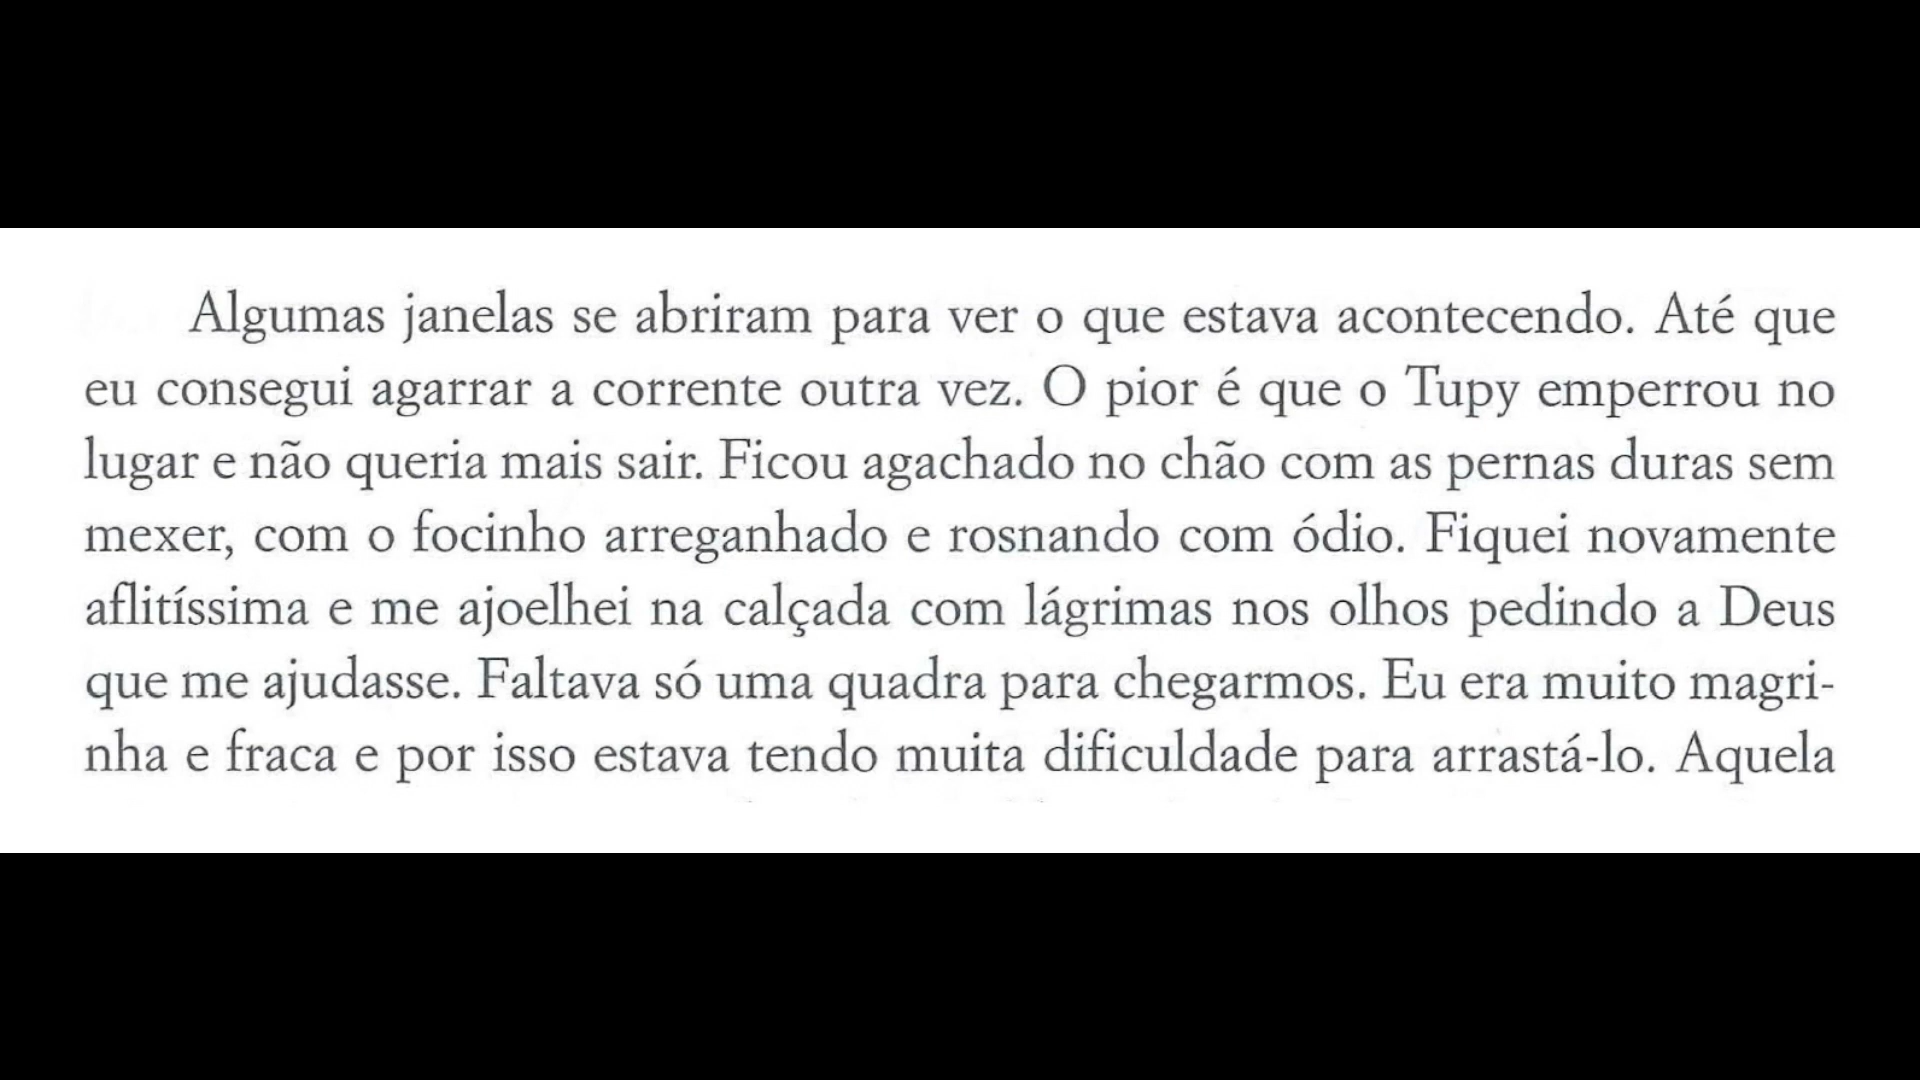 Algumas janelas se abriram para ver o que estava acontecendo. Até que
eu consegui agarrar a corrente outra vez. O pior é que o Tupy emperrou no
lugar e não queria mais sair. Ficou agachado no chão com as pernas duras sem
mexer, com o focinho arreganhado e rosnando com ódio. Fiquei novamente
aflitíssima e me ajoelhei na calçada com lágrimas nos olhos pedindo a Deus
que me ajudasse. Faltava só uma quadra para chegarmos. Eu era muito magri-
nha e fraca e por isso estava tendo muita dificuldade para arrastá-lo. Aquela